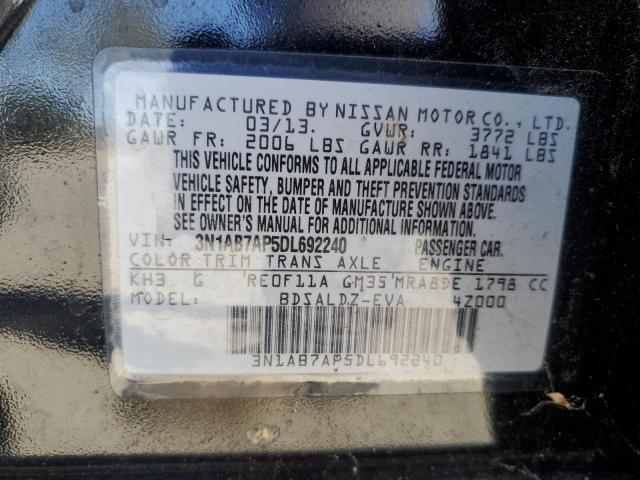 MANUFACTURED BY NISSAN MOTOR CO., LTD.
DATE: 03/13. GVWR: 3772 LBS
GAWR FR: 2006 LBS GAWR RR: 1841 LBS
THIS VEHICLE CONFORMS TO ALL APPLICABLE FEDERAL MOTOR
VEHICLE SAFETY, BUMPER AND THEFT PREVENTION STANDARDS
IN EFFECT ON THE DATE OF MANUFACTURE SHOWN ABOVE.
SEE OWNER'S MANUAL FOR ADDITIONAL INFORMATION.
VIN- 3N1AB7AP5DL692240 PASSENGER CAR.
COLOR TRIM TRANS AXLE ENGINE
KH3 G RE0F11A GM35 MRA8DE 1798 CC
MODEL: BDSALDZ-EVA 4Z000
3N1AB7AP5DL692240